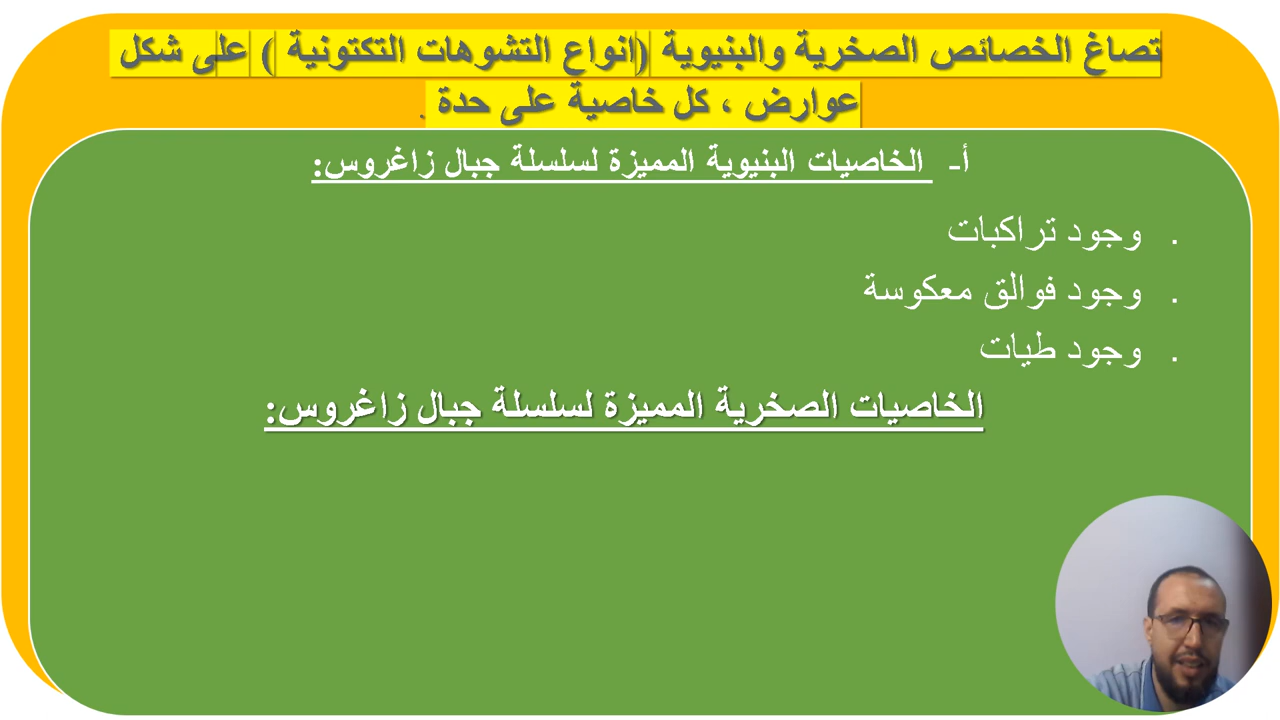 تصاغ الخصائص الصخرية والبنيوية (انواع التشوهات التكتونية ) على شكل
عوارض ، كل خاصية على حدة .
أ- الخاصيات البنيوية المميزة لسلسلة جبال زاغروس:
. وجود تراكبات
. وجود فوالق معكوسة
. وجود طيات
الخاصيات الصخرية المميزة لسلسلة جبال زاغروس: